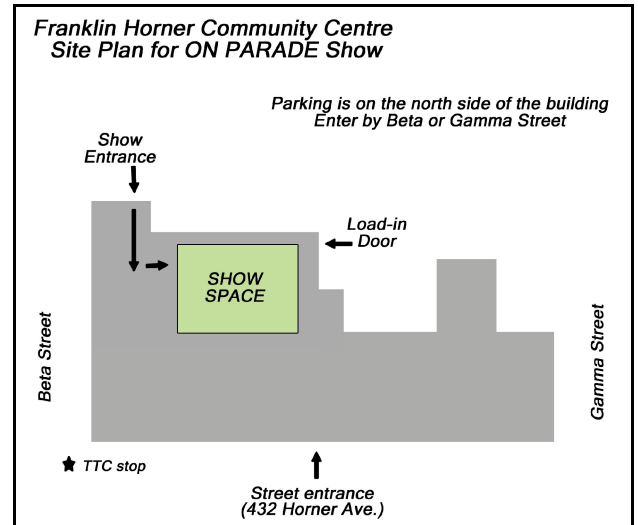 Franklin Horner Community Centre
Site Plan for ON PARADE Show
Parking is on the north side of the building
Enter by Beta or Gamma Street
Show
Entrance
Load-in
Door
SHOW
SPACE
Beta Street
Gamma Street
TTC stop
Street entrance
(432 Horner Ave.)